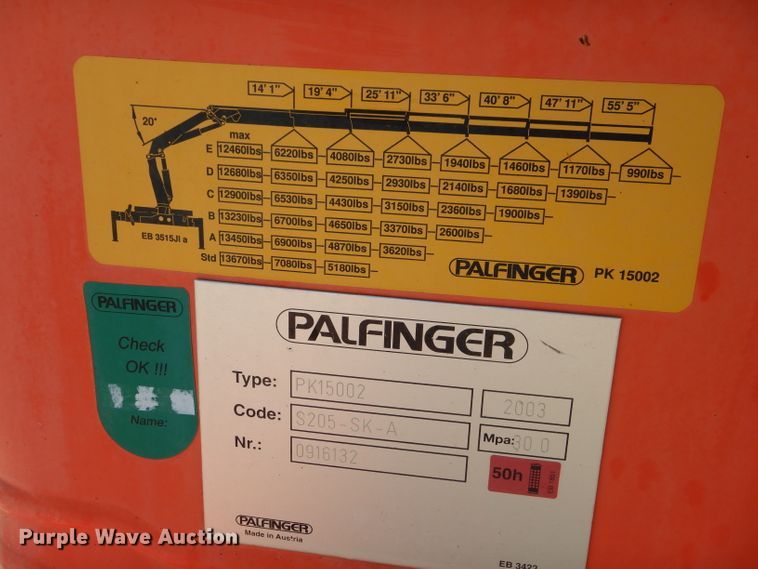 14' 1" 19' 4" 25' 11" 33' 6" 40' 8" 47' 11" 55' 5"
20°
max
E 12460lbs 6220lbs 4080lbs 2730lbs 1940lbs 1460lbs 1170lbs 990lbs
D 12680lbs 6350lbs 4250lbs 2930lbs 2140lbs 1680lbs 1390lbs
C 12900lbs 6530lbs 4430lbs 3150lbs 2360lbs 1900lbs
B 13230lbs 6700lbs 4650lbs 3370lbs 2600lbs
A 13450lbs 6900lbs 4870lbs 3620lbs
Std 13670lbs 7080lbs 5180lbs
EB 3515JI a
PALFINGER PK 15002
PALFINGER
Check
OK !!!
Name:
PALFINGER
Type: PK15002 2003
Code: S205-SK-A Mpa: 30.0
Nr.: 0916132
50h
PALFINGER
Made in Austria
EB 3422
Purple Wave Auction